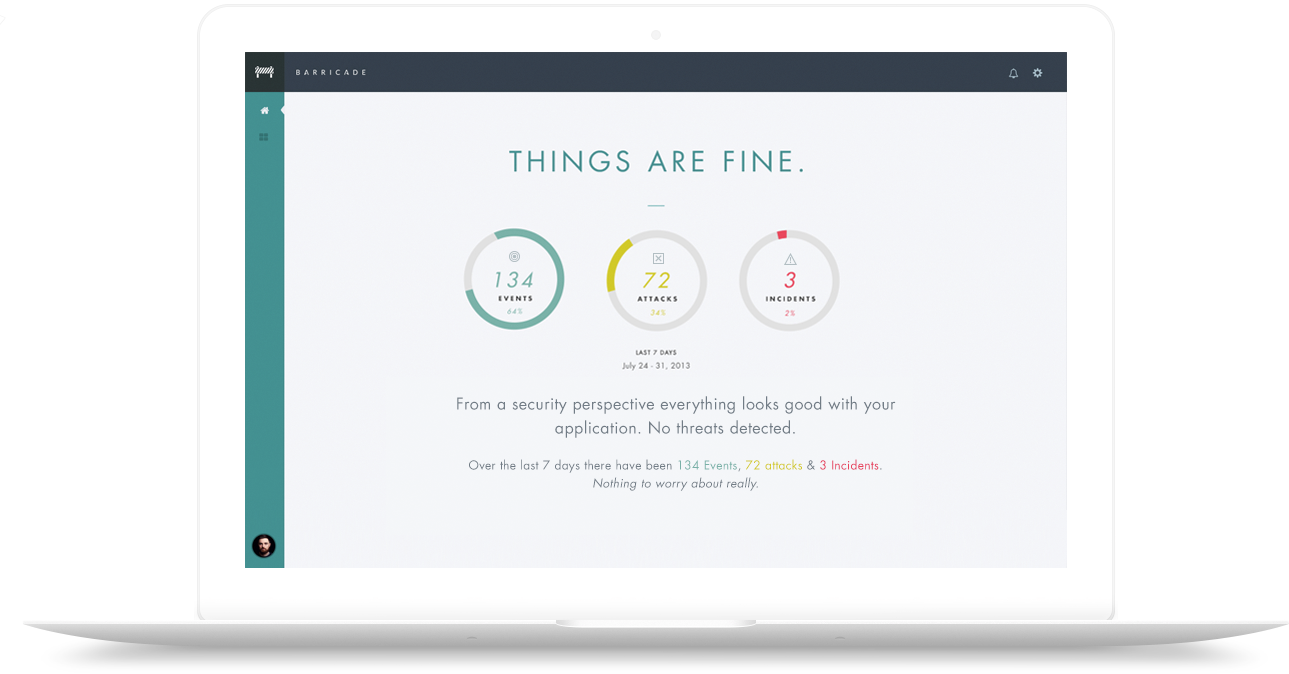 BARRICADE
THINGS ARE FINE.
134
EVENTS
64%
72
ATTACKS
34%
3
INCIDENTS
2%
LAST 7 DAYS
July 24 - 31, 2013
From a security perspective everything looks good with your
application. No threats detected.
Over the last 7 days there have been 134 Events, 72 attacks & 3 Incidents.
Nothing to worry about really.